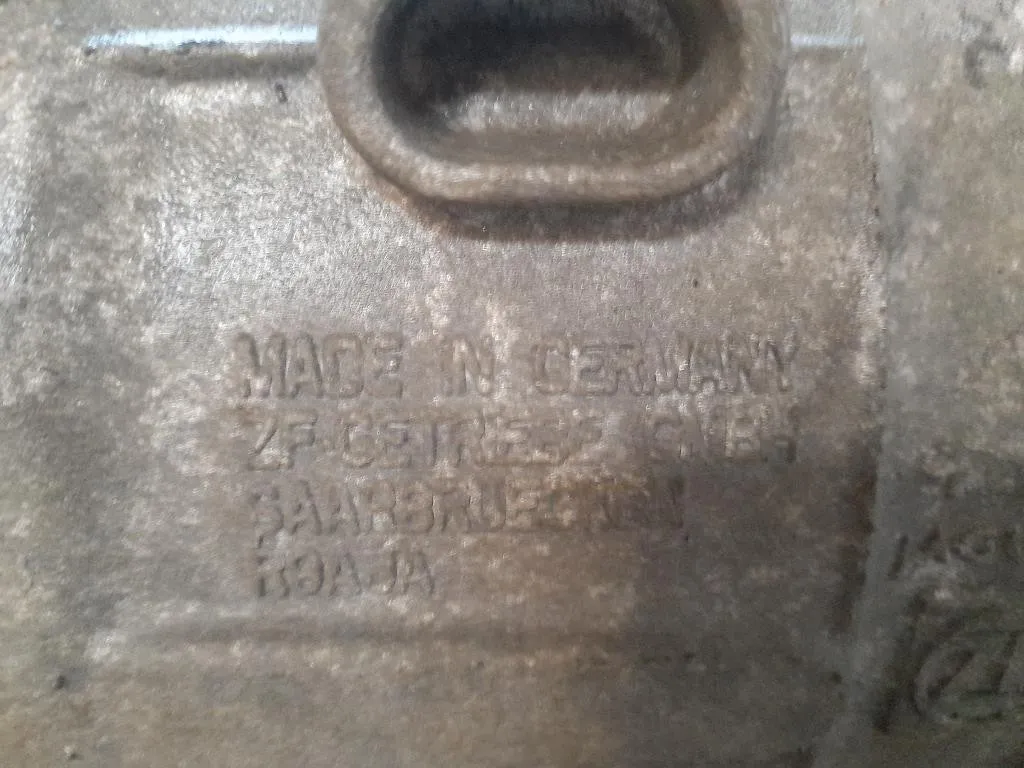 MADE IN GERMANY
ZF GETRIEBE GMBH
SAARBRUECKEN